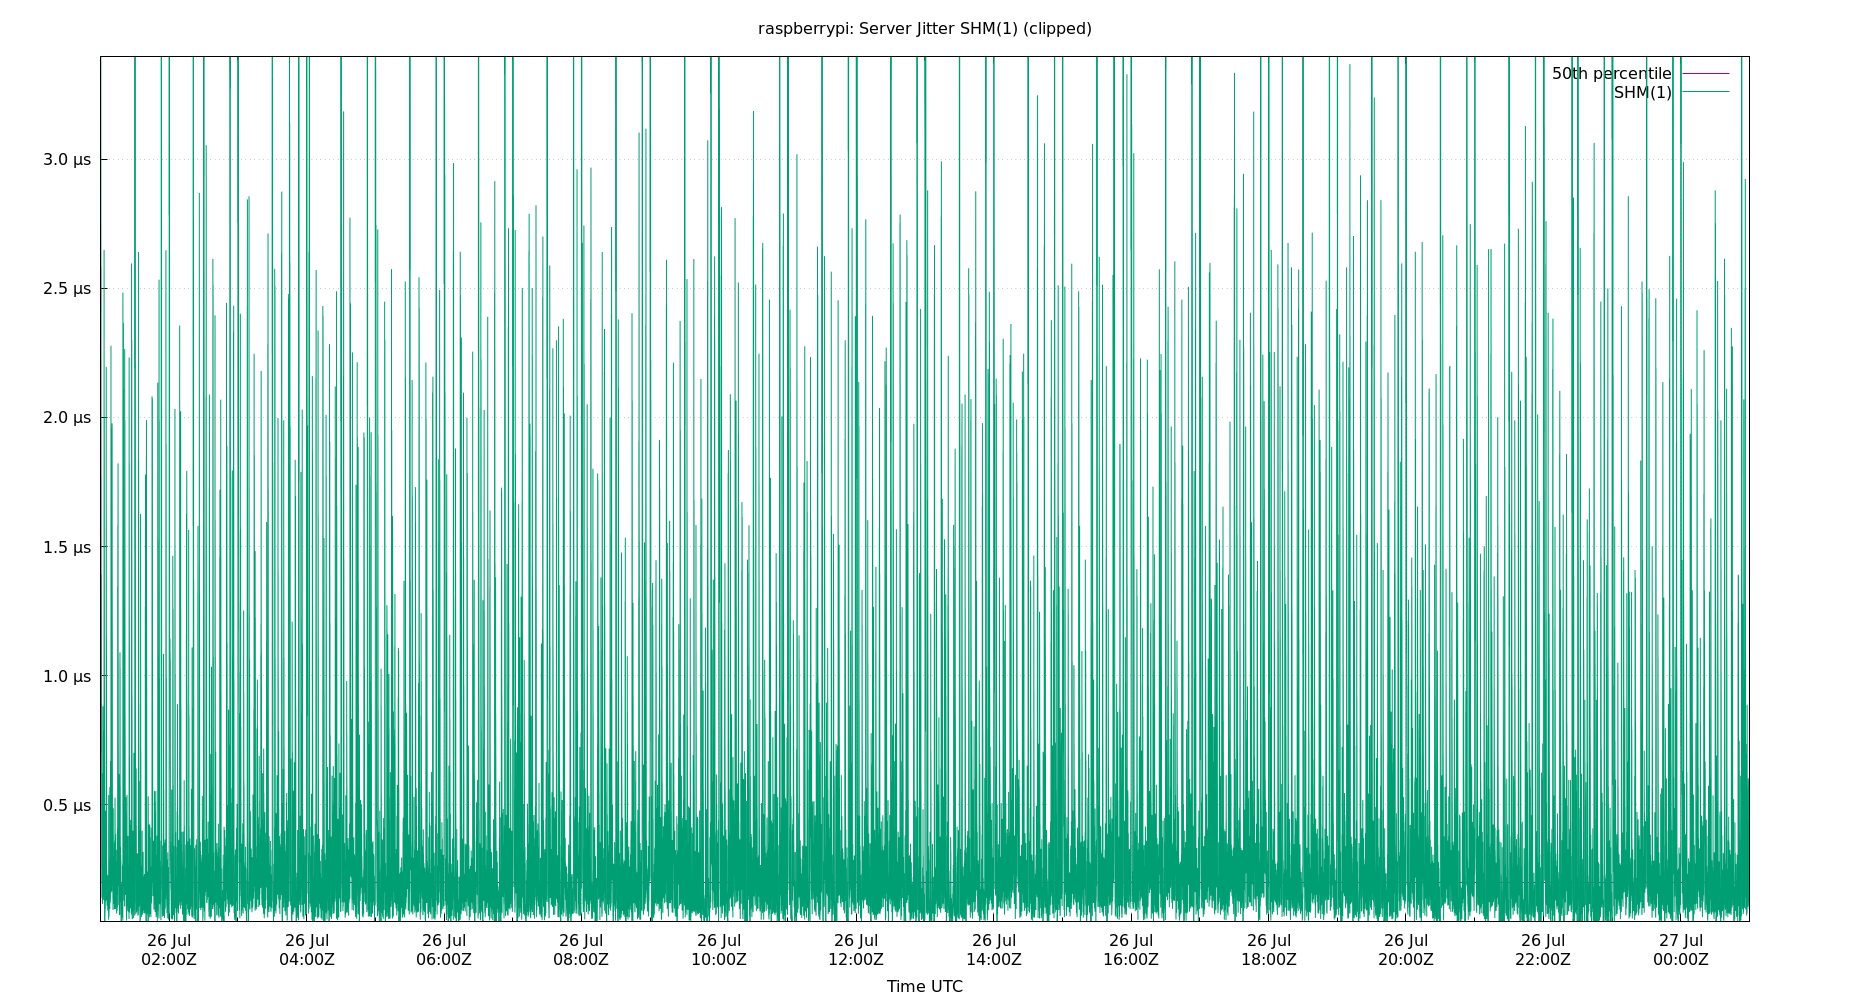 raspberrypi: Server Jitter SHM(1) (clipped)
50th percentile
SHM(1)
3.0 µs
2.5 µs
2.0 µs
1.5 µs
1.0 µs
0.5 µs
26 Jul 26 Jul 26 Jul 26 Jul 26 Jul 26 Jul 26 Jul 26 Jul 26 Jul 26 Jul 26 Jul 27 Jul
02:00Z 04:00Z 06:00Z 08:00Z 10:00Z 12:00Z 14:00Z 16:00Z 18:00Z 20:00Z 22:00Z 00:00Z
Time UTC